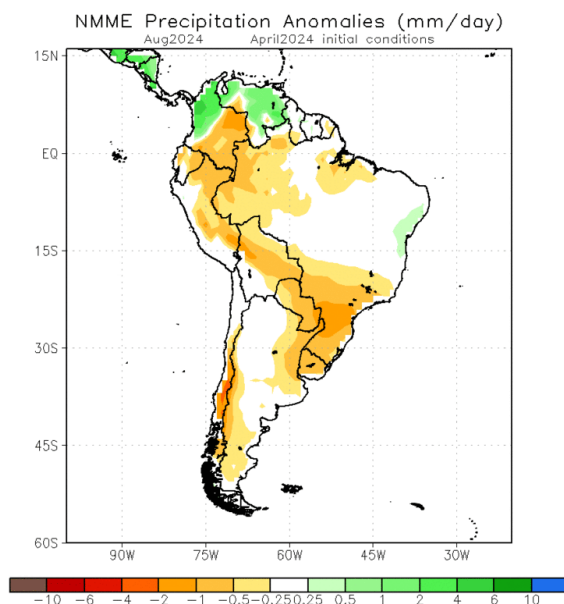 NMME Precipitation Anomalies (mm/day)
Aug2024 April2024 initial conditions
15N
EQ
15S
30S
45S
60S
90W 75W 60W 45W 30W
-10 -6 -4 -2 -1 -0.5-0.25 0.25 0.5 1 2 4 6 10